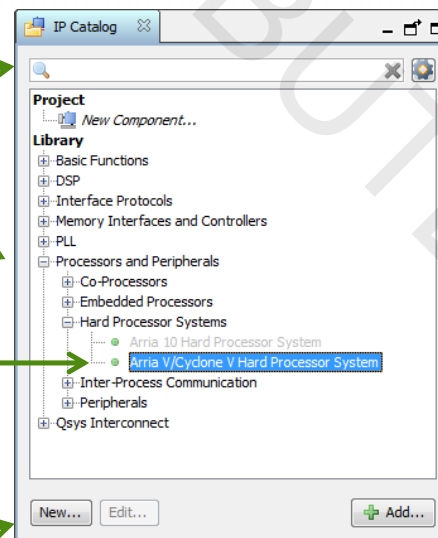 IP Catalog
Project
New Component...
Library
Basic Functions
DSP
Interface Protocols
Memory Interfaces and Controllers
PLL
Processors and Peripherals
Co-Processors
Embedded Processors
Hard Processor Systems
Arria 10 Hard Processor System
Arria V/Cyclone V Hard Processor System
Inter-Process Communication
Peripherals
Qsys Interconnect
New... Edit... Add...